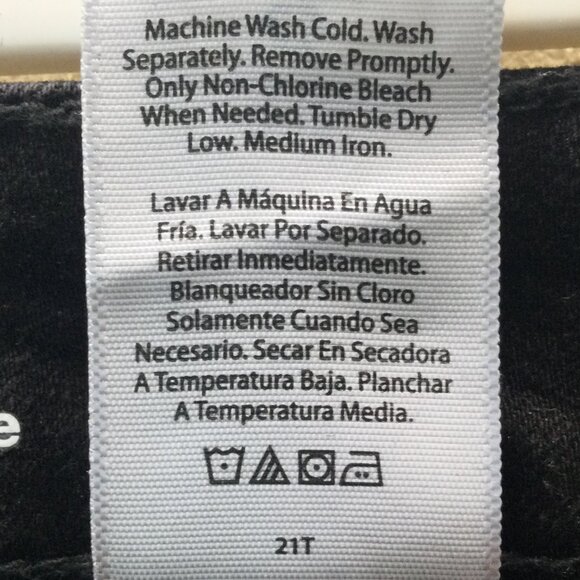 Machine Wash Cold. Wash
Separately. Remove Promptly.
Only Non-Chlorine Bleach
When Needed. Tumble Dry
Low. Medium Iron.
Lavar A Máquina En Agua
Fría. Lavar Por Separado.
Retirar Inmediatamente.
Blanqueador Sin Cloro
Solamente Cuando Sea
Necesario. Secar En Secadora
A Temperatura Baja. Planchar
A Temperatura Media.
e
21T